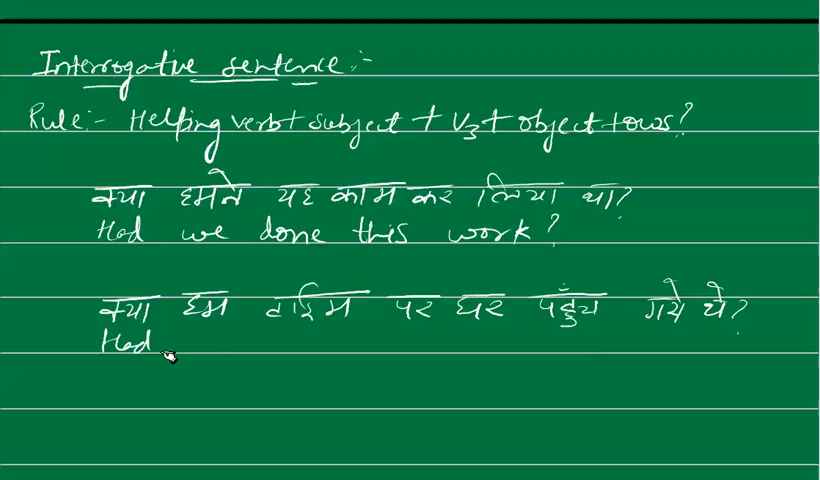 Interrogative sentence:-
Rule:- Helping verb + subject + V3 + object + ows?
क्या हमने यह काम कर लिया था?
Had we done this work?
क्या हम टाइम पर घर पहुँच गये थे?
Had